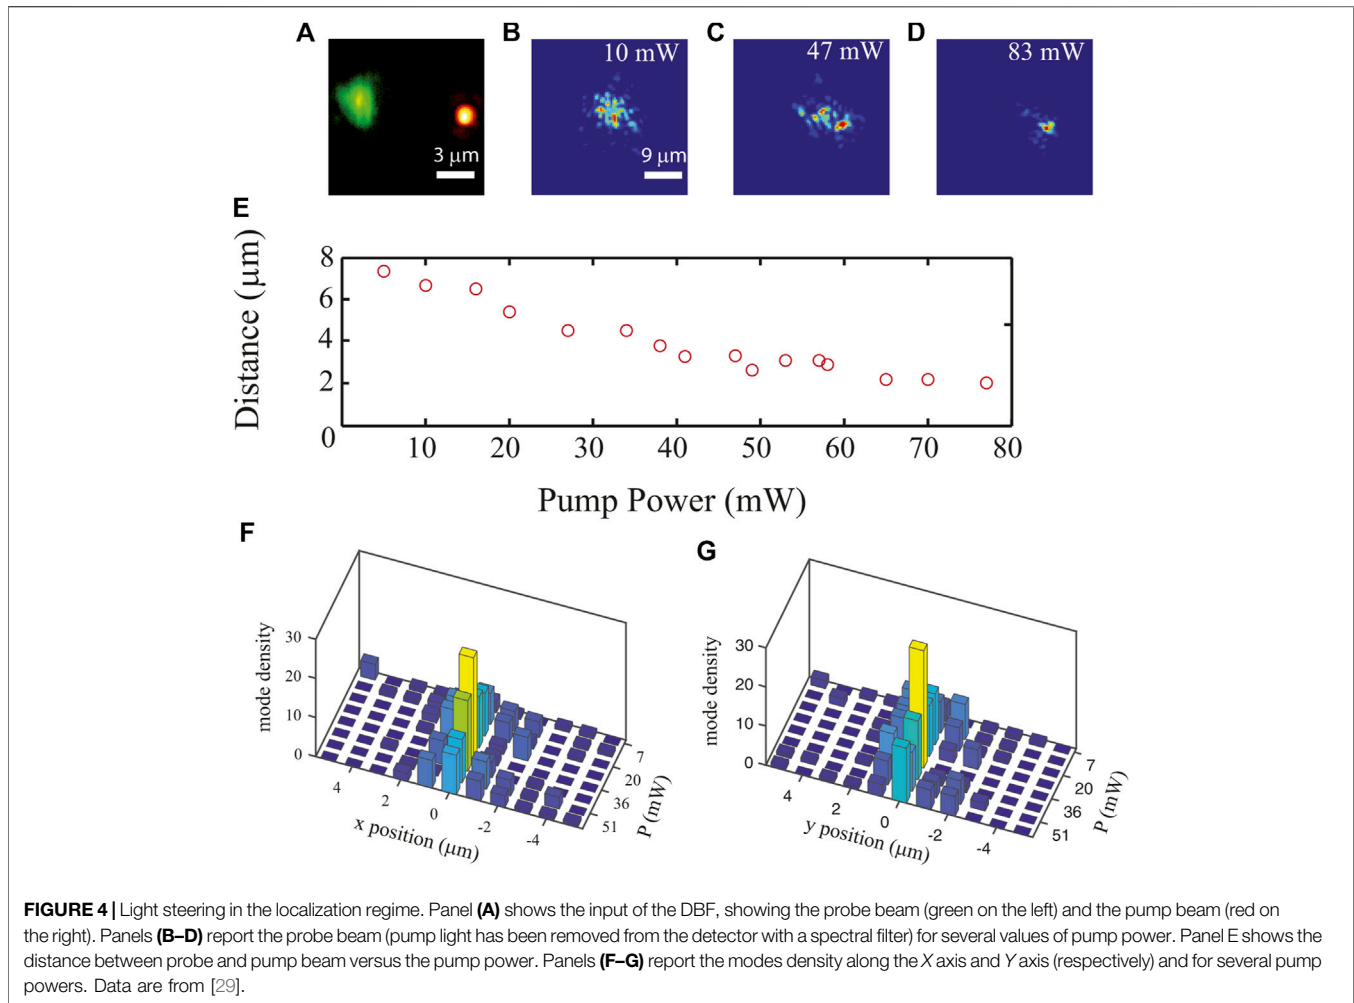 A
B
C
D
10 mW
47 mW
83 mW
3 μm
9 μm
E
Distance (μm)
8
6
4
2
0
10 20 30 40 50 60 70 80
Pump Power (mW)
F
mode density
30
20
10
0
4 2 0 -2 -4
x position (μm)
7
20
36
51
P (mW)
G
mode density
30
20
10
0
4 2 0 -2 -4
y position (μm)
7
20
36
51
P (mW)
FIGURE 4 | Light steering in the localization regime. Panel (A) shows the input of the DBF, showing the probe beam (green on the left) and the pump beam (red on
the right). Panels (B–D) report the probe beam (pump light has been removed from the detector with a spectral filter) for several values of pump power. Panel E shows the
distance between probe and pump beam versus the pump power. Panels (F–G) report the modes density along the X axis and Y axis (respectively) and for several pump
powers. Data are from [29].